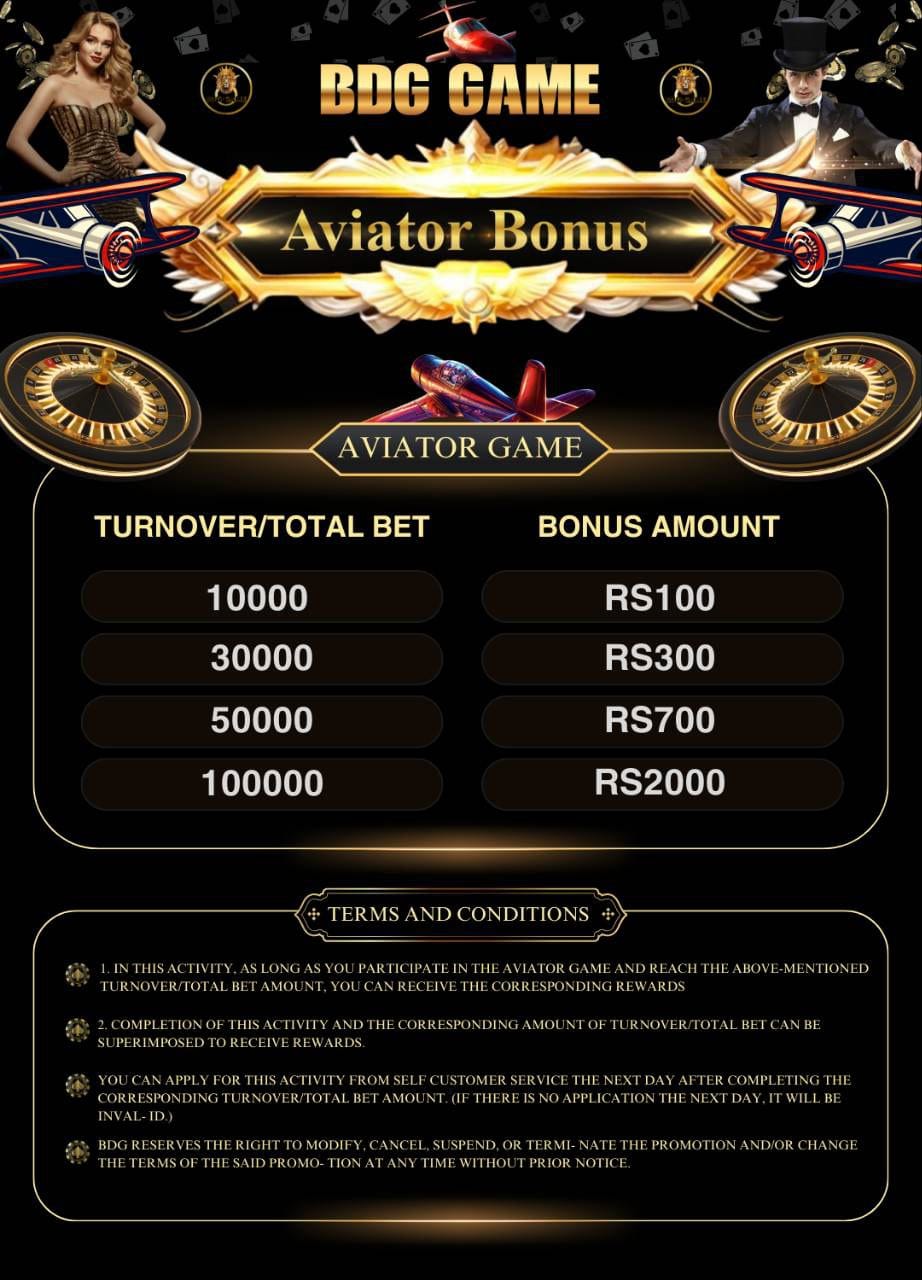 BDG GAME
Aviator Bonus
AVIATOR GAME
TURNOVER/TOTAL BET BONUS AMOUNT
10000 RS100
30000 RS300
50000 RS700
100000 RS2000
TERMS AND CONDITIONS
1. IN THIS ACTIVITY, AS LONG AS YOU PARTICIPATE IN THE AVIATOR GAME AND REACH THE ABOVE-MENTIONED
TURNOVER/TOTAL BET AMOUNT, YOU CAN RECEIVE THE CORRESPONDING REWARDS
2. COMPLETION OF THIS ACTIVITY AND THE CORRESPONDING AMOUNT OF TURNOVER/TOTAL BET CAN BE
SUPERIMPOSED TO RECEIVE REWARDS.
YOU CAN APPLY FOR THIS ACTIVITY FROM SELF CUSTOMER SERVICE THE NEXT DAY AFTER COMPLETING THE
CORRESPONDING TURNOVER/TOTAL BET AMOUNT. (IF THERE IS NO APPLICATION THE NEXT DAY, IT WILL BE
INVAL- ID.)
BDG RESERVES THE RIGHT TO MODIFY, CANCEL, SUSPEND, OR TERMI- NATE THE PROMOTION AND/OR CHANGE
THE TERMS OF THE SAID PROMO- TION AT ANY TIME WITHOUT PRIOR NOTICE.